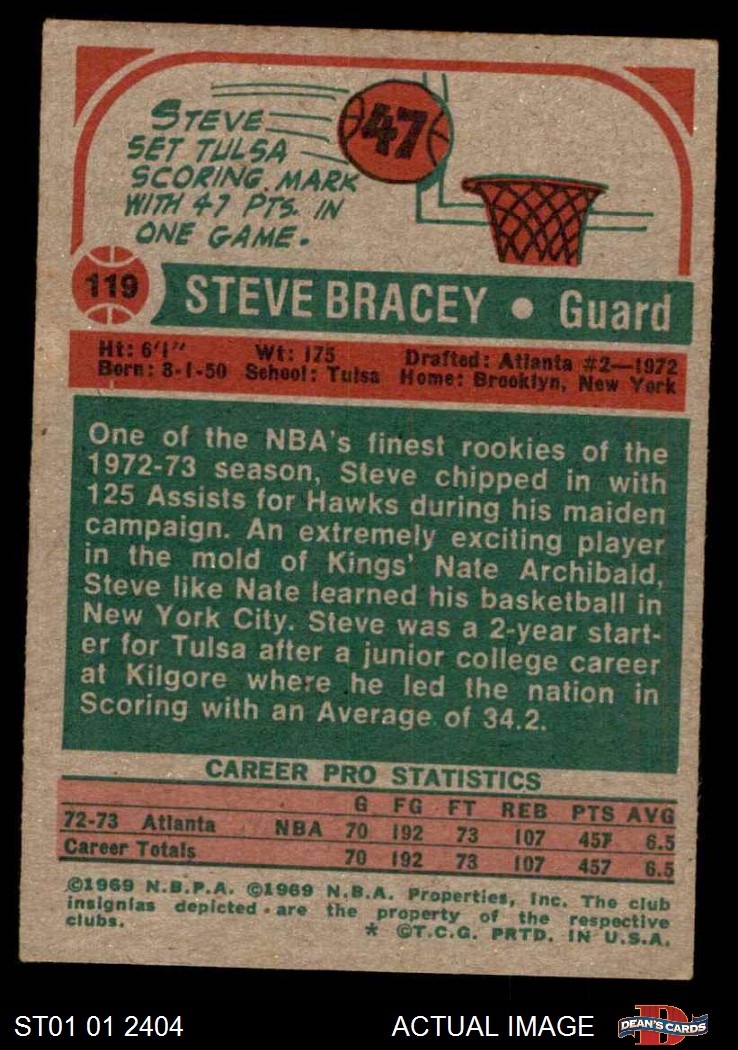 STEVE
SET TULSA
SCORING MARK
WITH 47 PTS. IN
ONE GAME.
47
119
STEVE BRACEY • Guard
Ht: 6'1" Wt: 175 Drafted: Atlanta #2—1972
Born: 8-1-50 School: Tulsa Home: Brooklyn, New York
One of the NBA's finest rookies of the
1972-73 season, Steve chipped in with
125 Assists for Hawks during his maiden
campaign. An extremely exciting player
in the mold of Kings' Nate Archibald,
Steve like Nate learned his basketball in
New York City. Steve was a 2-year start-
er for Tulsa after a junior college career
at Kilgore where he led the nation in
Scoring with an Average of 34.2.
CAREER PRO STATISTICS
G FG FT REB PTS AVG
72-73 Atlanta NBA 70 192 73 107 457 6.5
Career Totals 70 192 73 107 457 6.5
©1969 N.B.P.A. ©1969 N.B.A. Properties, Inc. The club
insignias depicted are the property of the respective
clubs. * ©T.C.G. PRTD. IN U.S.A.
ST01 01 2404 ACTUAL IMAGE DEAN'S CARDS